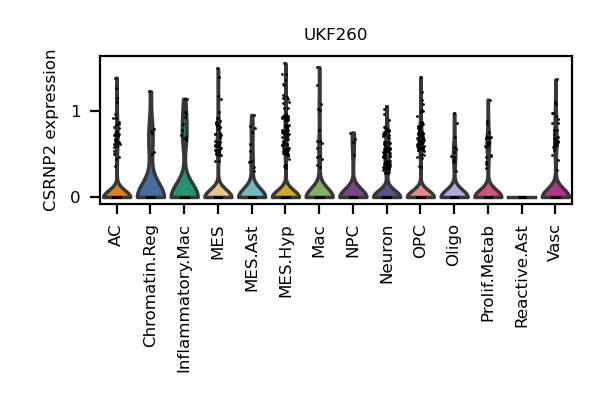 UKF260
CSRNP2 expression
1
0
AC
Chromatin.Reg
Inflammatory.Mac
MES
MES.Ast
MES.Hyp
Mac
NPC
Neuron
OPC
Oligo
Prolif.Metab
Reactive.Ast
Vasc